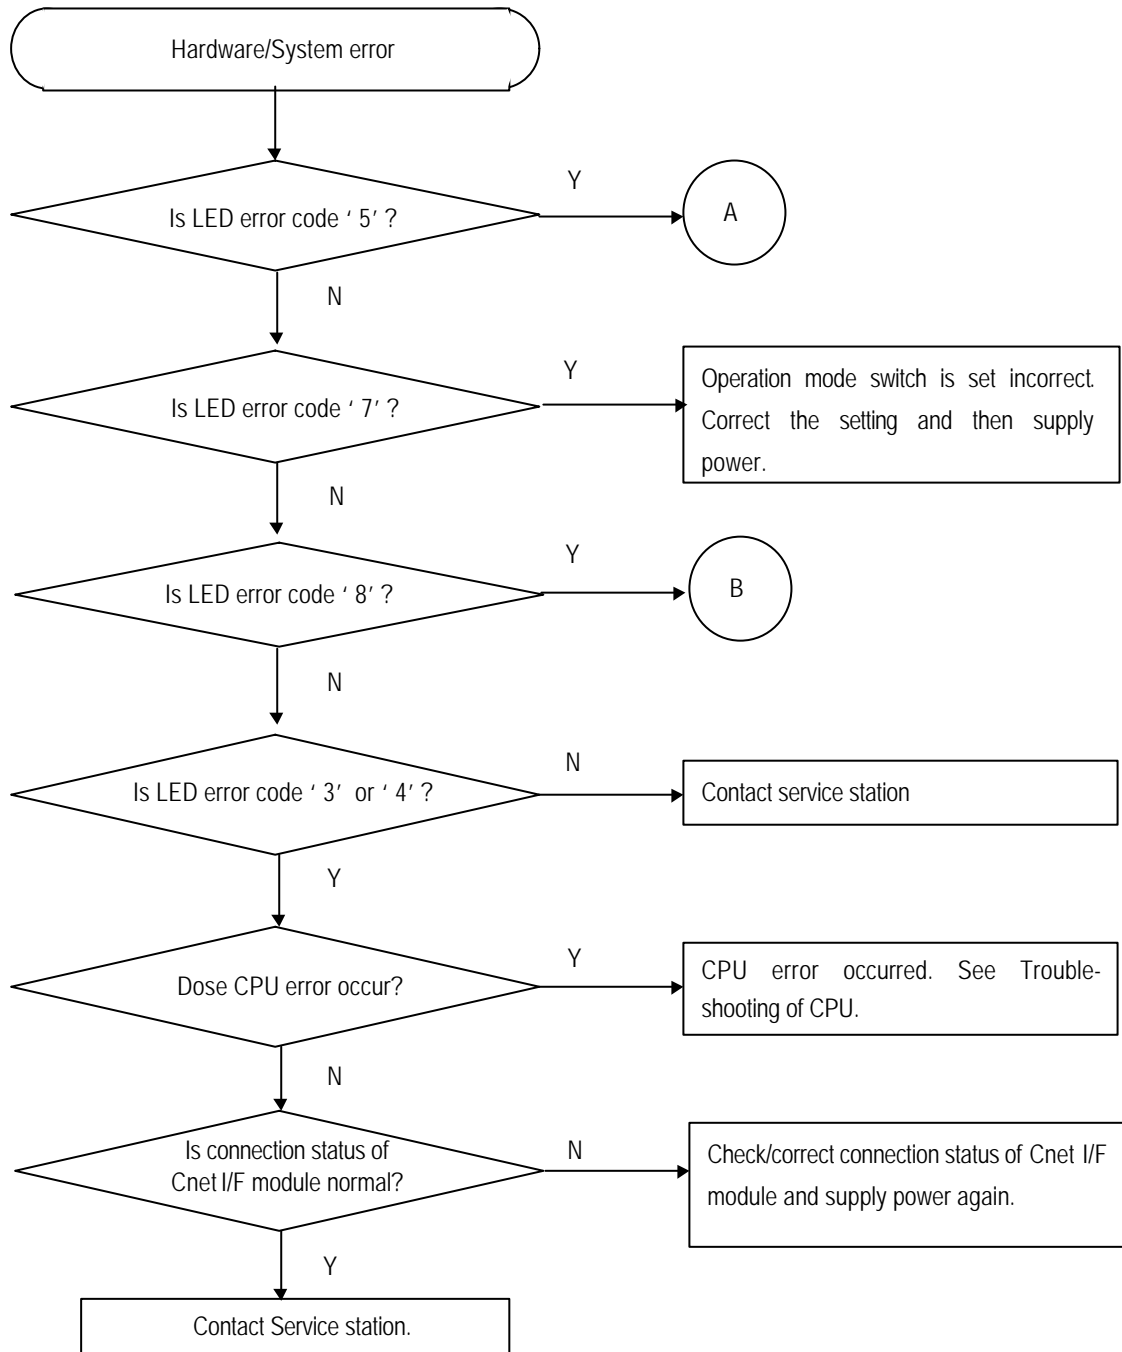 Hardware/System error
Is LED error code ‘ 5’ ?
Y
A
N
Is LED error code ‘ 7’ ?
Y
Operation mode switch is set incorrect.
Correct the setting and then supply
power.
N
Is LED error code ‘ 8’ ?
Y
B
N
Is LED error code ‘ 3’ or ‘ 4’ ?
N
Contact service station
Y
Dose CPU error occur?
Y
CPU error occurred. See Trouble-
shooting of CPU.
N
Is connection status of
Cnet I/F module normal?
N
Check/correct connection status of Cnet I/F
module and supply power again.
Y
Contact Service station.